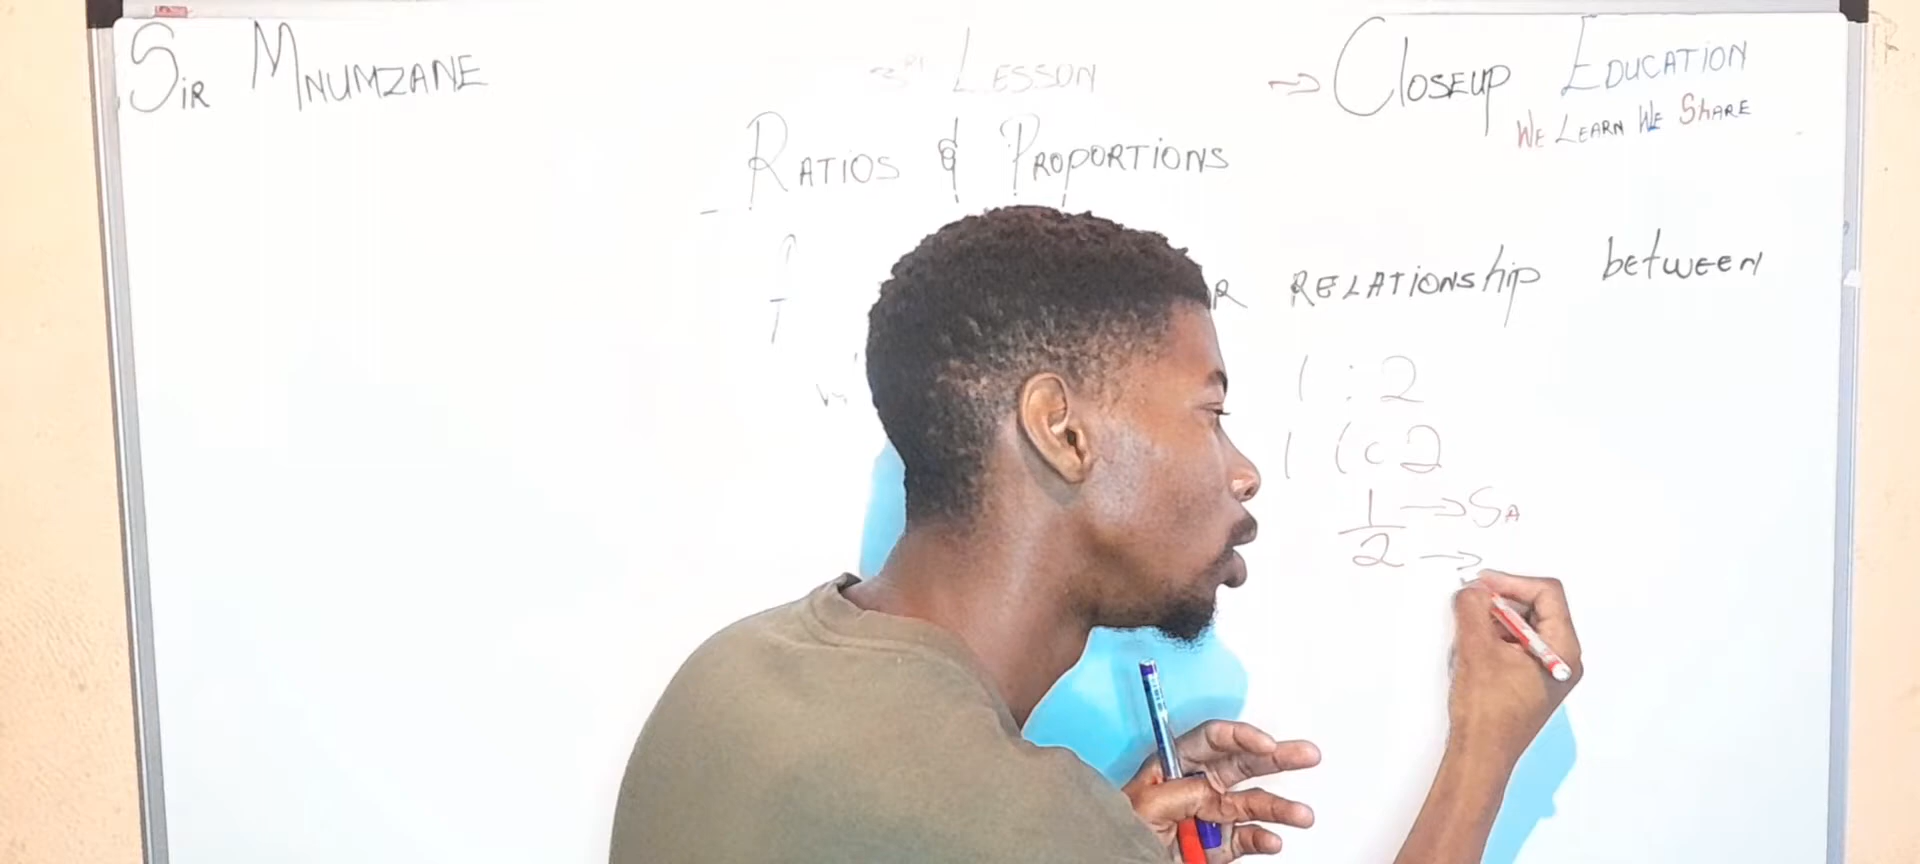 Sir Mnumzane
3rd Lesson
→ Closeup Education
We Learn We Share
Ratios & Proportions
RELATIONship between
1 : 2
1 2
1 → SA
2 →